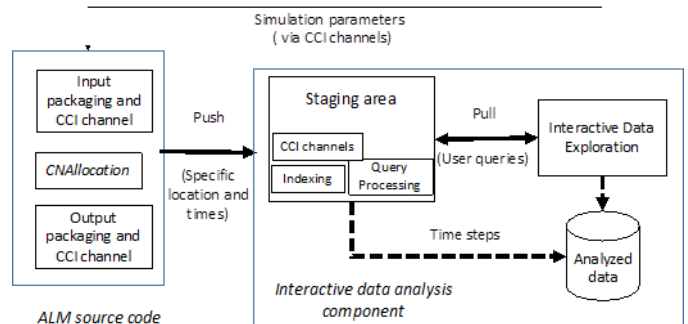 Simulation parameters
( via CCI channels)
Input
packaging and
CCI channel
CNAllocation
Output
packaging and
CCI channel
ALM source code
Push
(Specific
location and
times)
Staging area
CCI channels
Indexing
Query
Processing
Pull
(User queries)
Interactive Data
Exploration
Time steps
Analyzed
data
Interactive data analysis
component